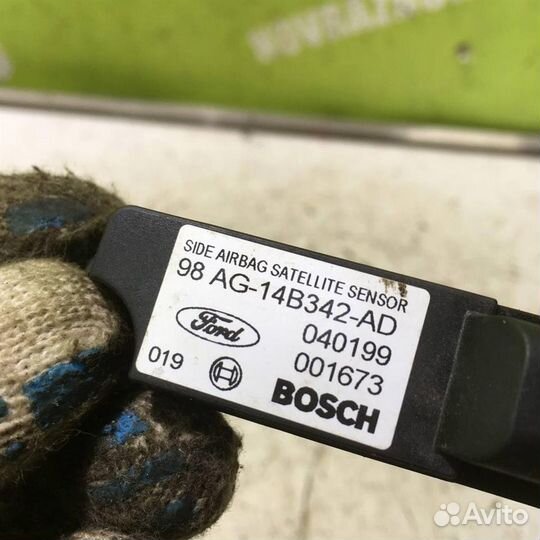 SIDE AIRBAG SATELLITE SENSOR
98 AG-14B342-AD
Ford
040199
019
001673
BOSCH
Avito